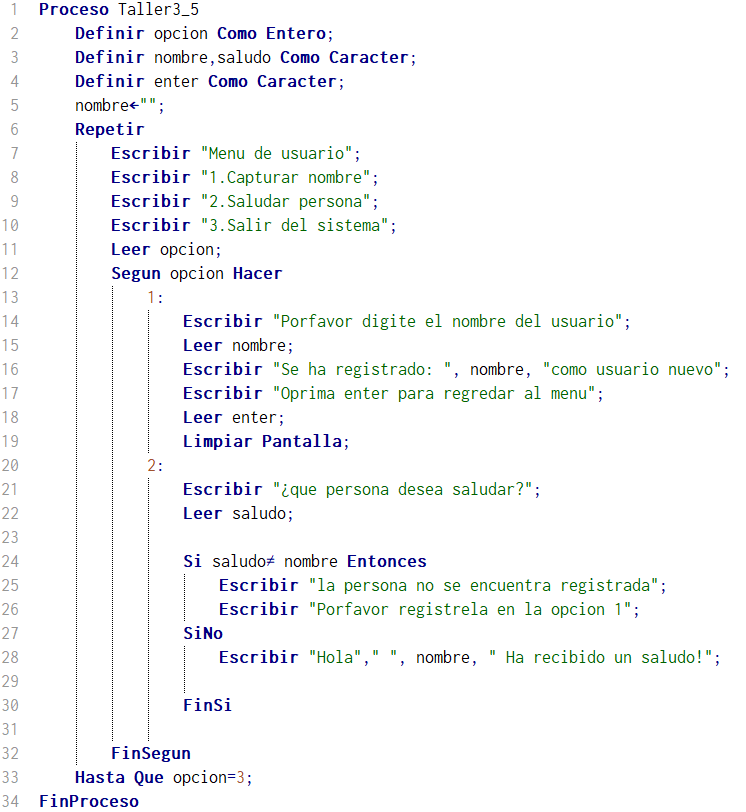 1 Proceso Taller3_5
2 Definir opcion Como Entero;
3 Definir nombre,saludo Como Caracter;
4 Definir enter Como Caracter;
5 nombre←"";
6 Repetir
7 Escribir "Menu de usuario";
8 Escribir "1.Capturar nombre";
9 Escribir "2.Saludar persona";
10 Escribir "3.Salir del sistema";
11 Leer opcion;
12 Segun opcion Hacer
13 1:
14 Escribir "Porfavor digite el nombre del usuario";
15 Leer nombre;
16 Escribir "Se ha registrado: ", nombre, "como usuario nuevo";
17 Escribir "Oprima enter para regredar al menu";
18 Leer enter;
19 Limpiar Pantalla;
20 2:
21 Escribir "¿que persona desea saludar?";
22 Leer saludo;
23
24 Si saludo≠ nombre Entonces
25 Escribir "la persona no se encuentra registrada";
26 Escribir "Porfavor registrela en la opcion 1";
27 SiNo
28 Escribir "Hola"," ", nombre, " Ha recibido un saludo!";
29
30 FinSi
31
32 FinSegun
33 Hasta Que opcion=3;
34 FinProceso